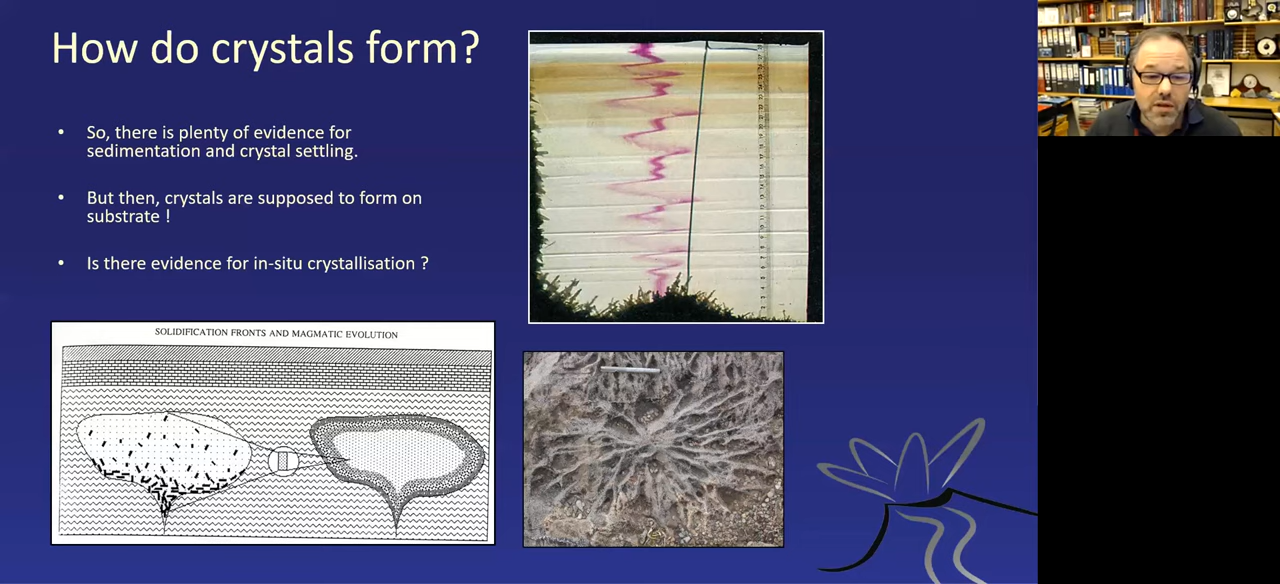 How do crystals form?
• So, there is plenty of evidence for
sedimentation and crystal settling.
• But then, crystals are supposed to form on
substrate !
• Is there evidence for in-situ crystallisation ?
SOLIDIFICATION FRONTS AND MAGMATIC EVOLUTION